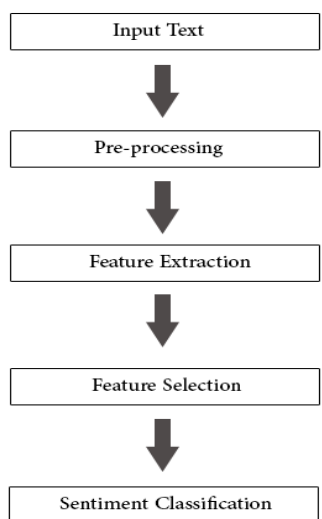 Input Text
Pre-processing
Feature Extraction
Feature Selection
Sentiment Classification